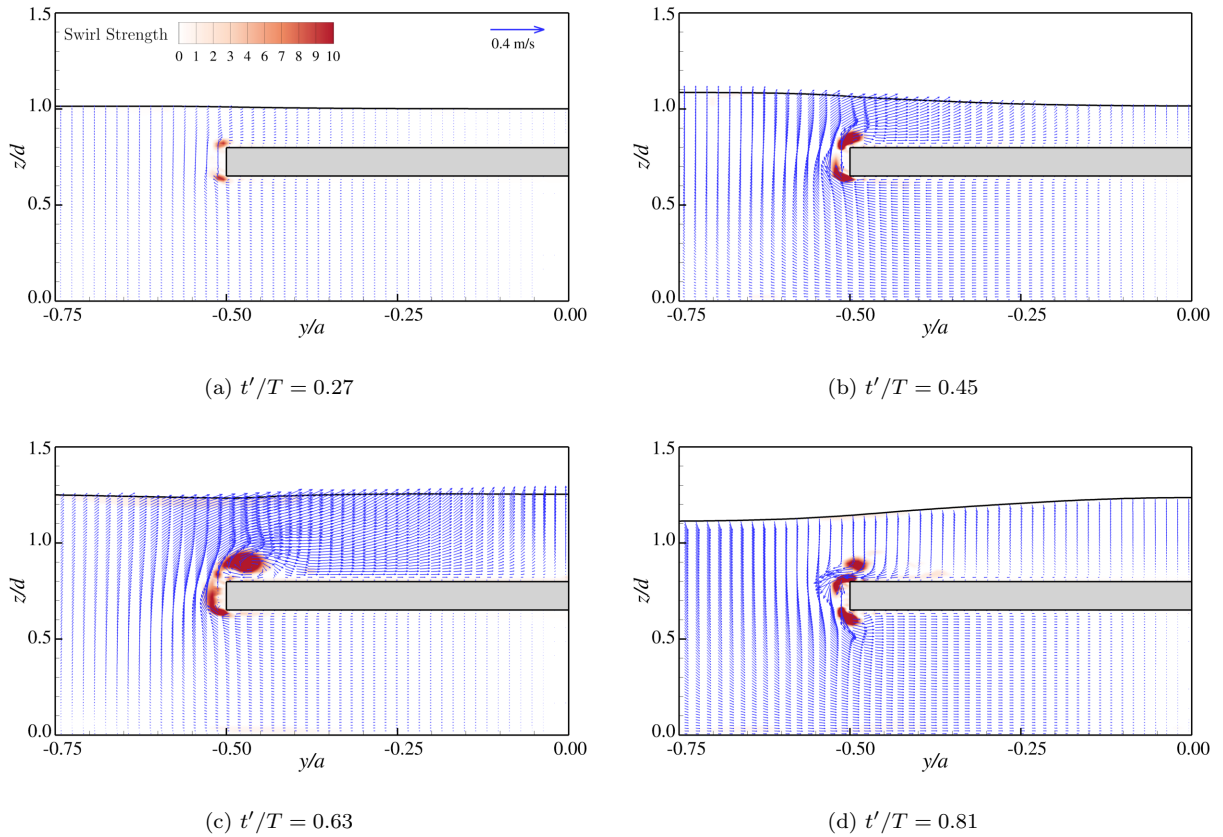 1.5
Swirl Strength
0 1 2 3 4 6 7 8 9 10
0.4 m/s
1.0
z/d
0.5
0.0
-0.75 -0.50 -0.25 0.00
y/a
(a) t′/T = 0.27
1.5
1.0
z/d
0.5
0.0
-0.75 -0.50 -0.25 0.00
y/a
(b) t′/T = 0.45
1.5
1.0
z/d
0.5
0.0
-0.75 -0.50 -0.25 0.00
y/a
(c) t′/T = 0.63
1.5
1.0
z/d
0.5
0.0
-0.75 -0.50 -0.25 0.00
y/a
(d) t′/T = 0.81